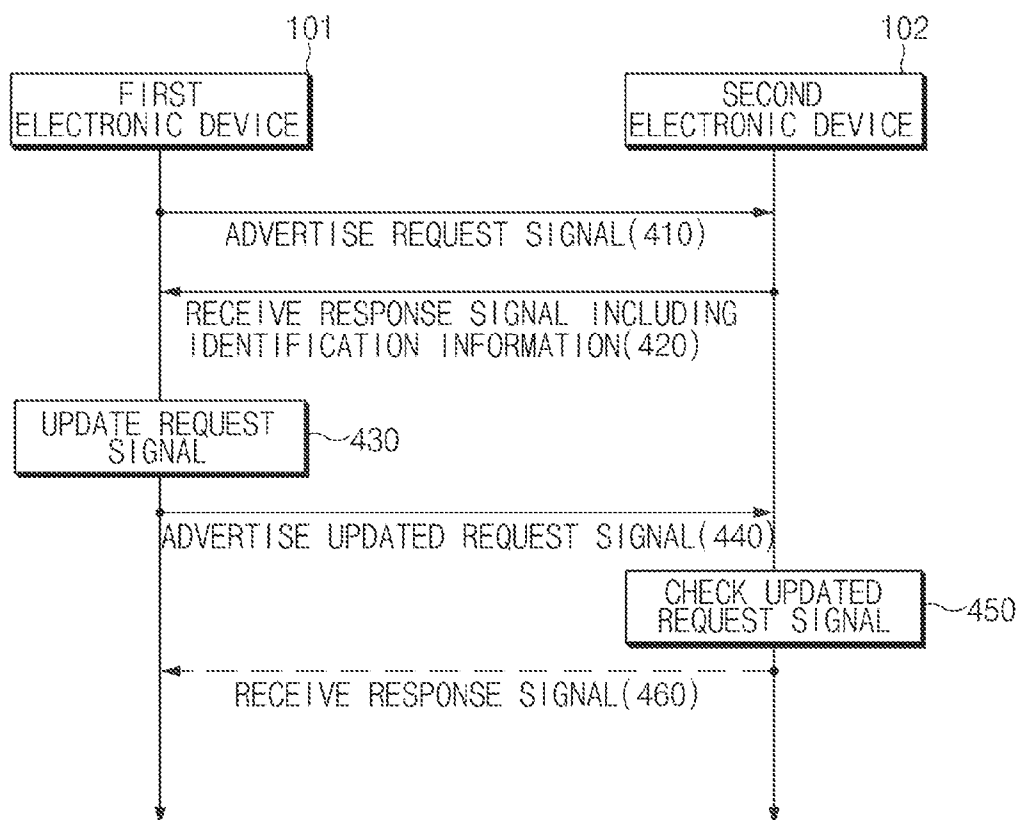 101
102
FIRST
ELECTRONIC DEVICE
SECOND
ELECTRONIC DEVICE
ADVERTISE REQUEST SIGNAL(410)
RECEIVE RESPONSE SIGNAL INCLUDING
IDENTIFICATION INFORMATION(420)
UPDATE REQUEST
SIGNAL
430
ADVERTISE UPDATED REQUEST SIGNAL(440)
CHECK UPDATED
REQUEST SIGNAL
450
RECEIVE RESPONSE SIGNAL(460)